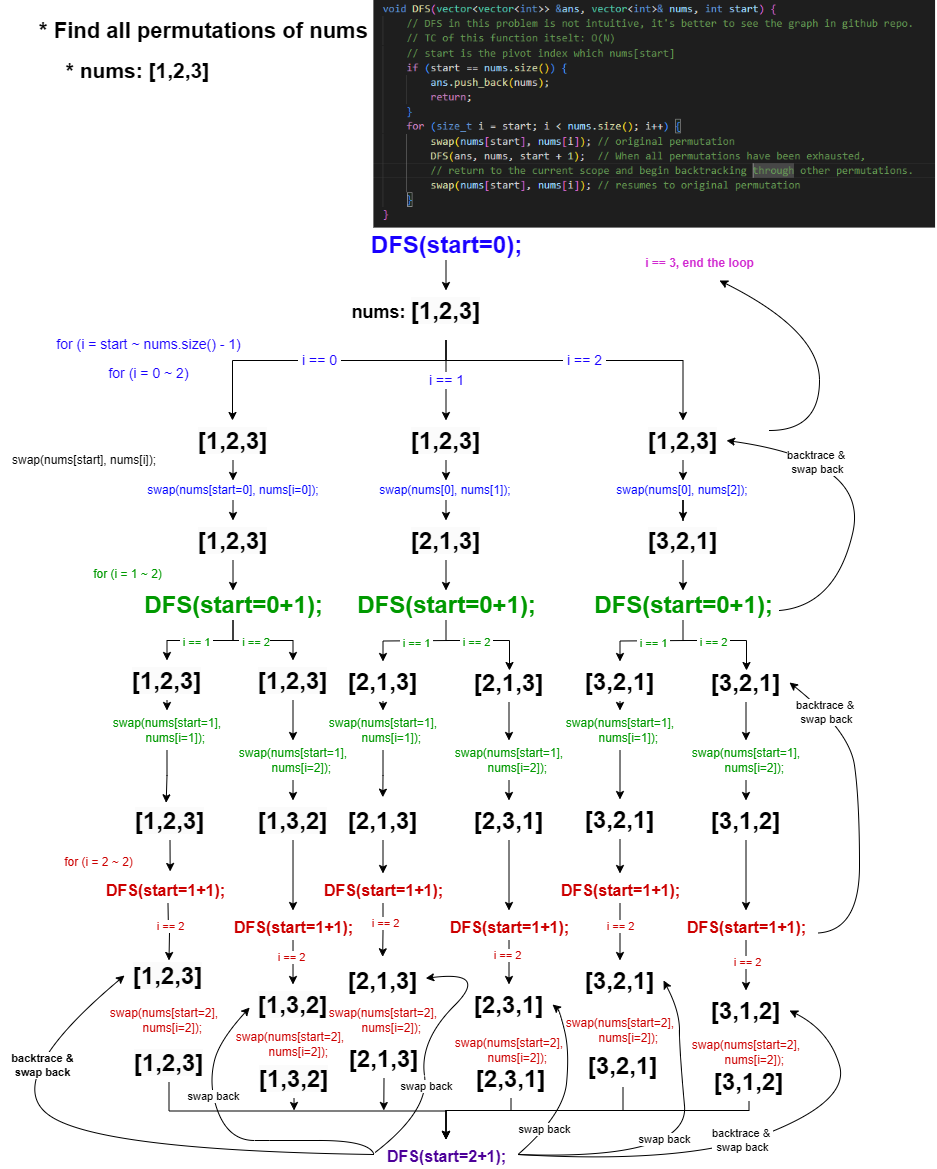 * Find all permutations of nums
* nums: [1,2,3]
void DFS(vector<vector<int>> &ans, vector<int>& nums, int start) {
// DFS in this problem is not intuitive, it's better to see the graph in github repo.
// TC of this function itselt: O(N)
// start is the pivot index which nums[start]
if (start == nums.size()) {
ans.push_back(nums);
return;
}
for (size_t i = start; i < nums.size(); i++) {
swap(nums[start], nums[i]); // original permutation
DFS(ans, nums, start + 1); // When all permutations have been exhausted,
// return to the current scope and begin backtracking through other permutations.
swap(nums[start], nums[i]); // resumes to original permutation
}
}
DFS(start=0);
i == 3, end the loop
nums: [1,2,3]
for (i = start ~ nums.size() - 1)
for (i = 0 ~ 2)
i == 0
i == 1
i == 2
[1,2,3]
[1,2,3]
[1,2,3]
swap(nums[start], nums[i]);
backtrace &
swap back
swap(nums[start=0], nums[i=0]);
swap(nums[0], nums[1]);
swap(nums[0], nums[2]);
[1,2,3]
[2,1,3]
[3,2,1]
for (i = 1 ~ 2)
DFS(start=0+1);
DFS(start=0+1);
DFS(start=0+1);
i == 1
i == 2
i == 1
i == 2
i == 1
i == 2
[1,2,3]
[1,2,3]
[2,1,3]
[2,1,3]
[3,2,1]
[3,2,1]
backtrace &
swap back
swap(nums[start=1],
nums[i=1]);
swap(nums[start=1],
nums[i=1]);
swap(nums[start=1],
nums[i=1]);
swap(nums[start=1],
nums[i=2]);
swap(nums[start=1],
nums[i=2]);
swap(nums[start=1],
nums[i=2]);
[1,2,3]
[1,3,2]
[2,1,3]
[2,3,1]
[3,2,1]
[3,1,2]
for (i = 2 ~ 2)
DFS(start=1+1);
DFS(start=1+1);
DFS(start=1+1);
i == 2
i == 2
i == 2
DFS(start=1+1);
DFS(start=1+1);
DFS(start=1+1);
i == 2
i == 2
i == 2
[1,2,3]
[2,1,3]
[3,2,1]
[1,3,2]
[2,3,1]
[3,1,2]
swap(nums[start=2],
nums[i=2]);
swap(nums[start=2],
nums[i=2]);
swap(nums[start=2],
nums[i=2]);
swap(nums[start=2],
nums[i=2]);
swap(nums[start=2],
nums[i=2]);
swap(nums[start=2],
nums[i=2]);
backtrace &
swap back
[1,2,3]
[1,3,2]
[2,1,3]
[2,3,1]
[3,2,1]
[3,1,2]
swap back
swap back
swap back
swap back
backtrace &
swap back
DFS(start=2+1);